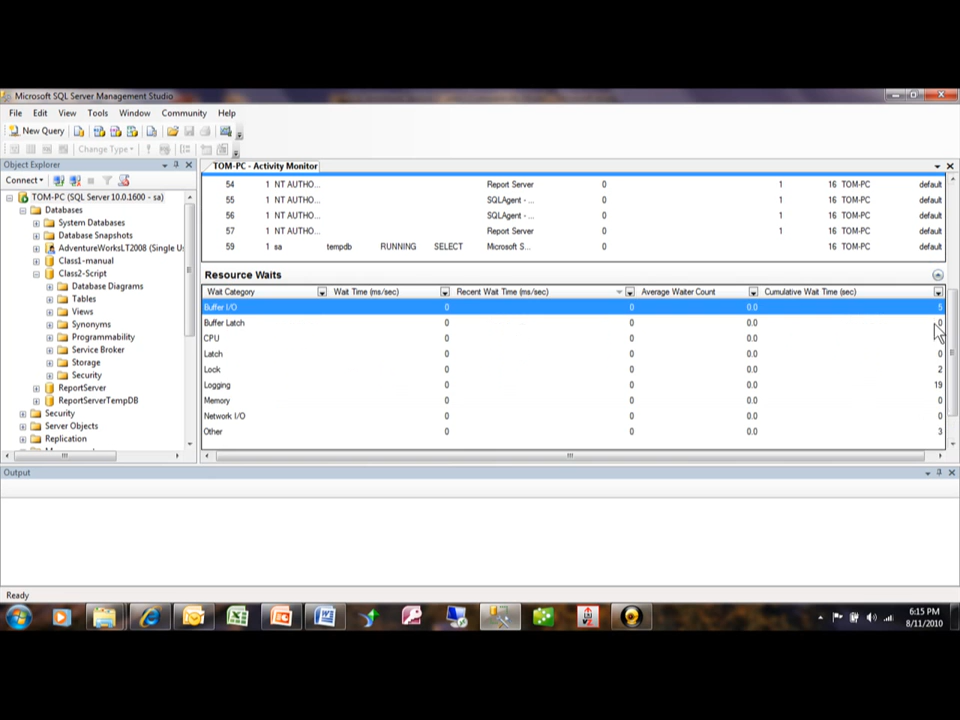 Microsoft SQL Server Management Studio
File Edit View Tools Window Community Help
New Query
Change Type
Object Explorer
Connect
TOM-PC (SQL Server 10.0.1600 - sa)
Databases
System Databases
Database Snapshots
AdventureWorksLT2008 (Single Us
Class1-manual
Class2-Script
Database Diagrams
Tables
Views
Synonyms
Programmability
Service Broker
Storage
Security
ReportServer
ReportServerTempDB
Security
Server Objects
Replication
TOM-PC - Activity Monitor
54 1 NT AUTHO... Report Server 0 1 16 TOM-PC default
55 1 NT AUTHO... SQLAgent - ... 0 1 16 TOM-PC default
56 1 NT AUTHO... SQLAgent - ... 0 1 16 TOM-PC default
57 1 NT AUTHO... Report Server 0 1 16 TOM-PC default
59 1 sa tempdb RUNNING SELECT Microsoft S... 0 16 TOM-PC default
Resource Waits
Wait Category Wait Time (ms/sec) Recent Wait Time (ms/sec) Average Waiter Count Cumulative Wait Time (sec)
Buffer I/O 0 0 0.0 5
Buffer Latch 0 0 0.0 0
CPU 0 0 0.0
Latch 0 0 0.0 0
Lock 0 0 0.0 2
Logging 0 0 0.0 19
Memory 0 0 0.0 0
Network I/O 0 0 0.0 0
Other 0 0 0.0 3
Output
Ready
6:15 PM
8/11/2010